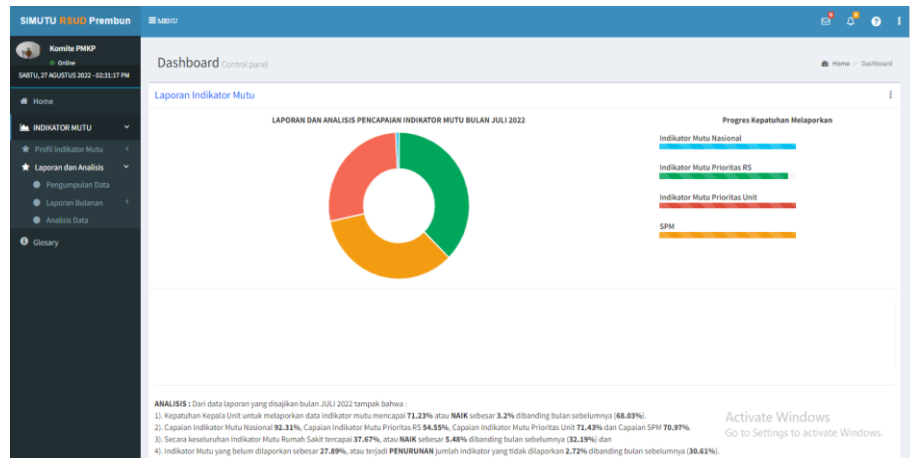 SIMUTU RSUD Prembun
MENU
Komite PMKP
Online
SABTU, 27 AGUSTUS 2022 - 02:31:17 PM
Home
INDIKATOR MUTU
Profil Indikator Mutu
Laporan dan Analisis
Pengumpulan Data
Laporan Bulanan
Analisis Data
Glosary
Dashboard Control panel
Home > Dashboard
Laporan Indikator Mutu
LAPORAN DAN ANALISIS PENCAPAIAN INDIKATOR MUTU BULAN JULI 2022
Progres Kepatuhan Melaporkan
Indikator Mutu Nasional
Indikator Mutu Prioritas RS
Indikator Mutu Prioritas Unit
SPM
ANALISIS : Dari data laporan yang disajikan bulan JULI 2022 tampak bahwa :
1). Kepatuhan Kepala Unit untuk melaporkan data indikator mutu mencapai 71.23% atau NAIK sebesar 3.2% dibanding bulan sebelumnya (68.03%).
2). Capaian Indikator Mutu Nasional 92.31%, Capaian Indikator Mutu Prioritas RS 54.55%, Capaian Indikator Mutu Prioritas Unit 71.43% dan Capaian SPM 70.97%.
3). Secara keseluruhan Indikator Mutu Rumah Sakit tercapai 37.67%, atau NAIK sebesar 5.48% dibanding bulan sebelumnya (32.19%) dan
4). Indikator Mutu yang belum dilaporkan sebesar 27.89%, atau terjadi PENURUNAN jumlah indikator yang tidak dilaporkan 2.72% dibanding bulan sebelumnya (30.61%).
Activate Windows
Go to Settings to activate Windows.